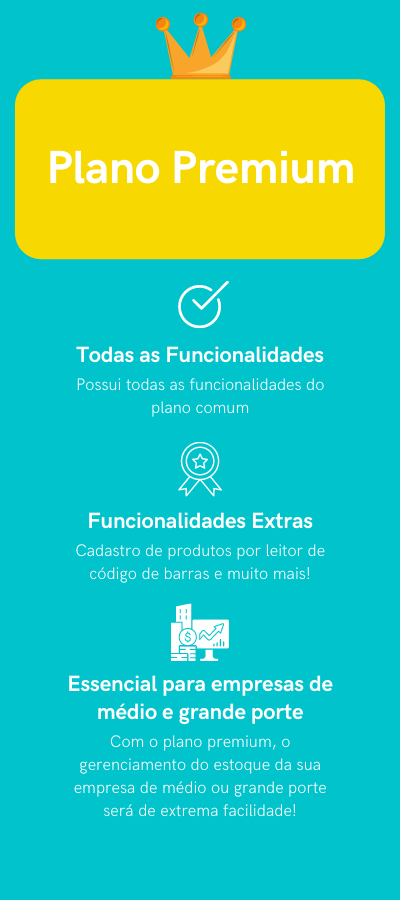 Plano Premium
Todas as Funcionalidades
Possui todas as funcionalidades do
plano comum
Funcionalidades Extras
Cadastro de produtos por leitor de
código de barras e muito mais!
$
Essencial para empresas de
médio e grande porte
Com o plano premium, o
gerenciamento do estoque da sua
empresa de médio ou grande porte
será de extrema facilidade!